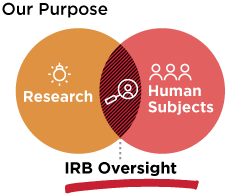 Our Purpose
Research
Human
Subjects
IRB Oversight